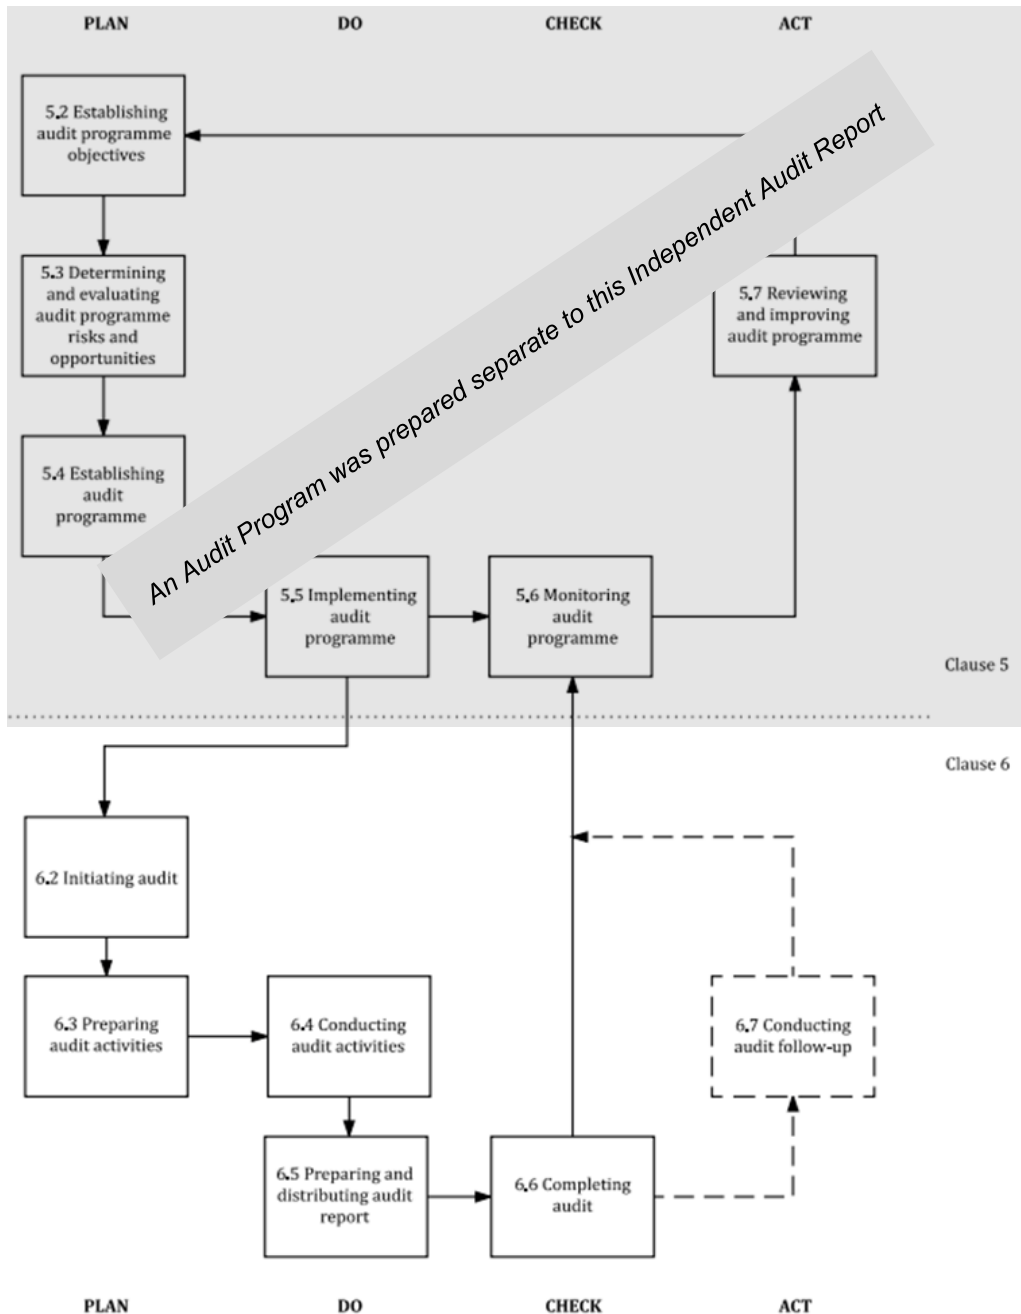 PLAN DO CHECK ACT
5.2 Establishing
audit programme
objectives
5.3 Determining
and evaluating
audit programme
risks and
opportunities
5.7 Reviewing
and improving
audit programme
An Audit Program was prepared separate to this Independent Audit Report
5.4 Establishing
audit
programme
5.5 Implementing
audit
programme
5.6 Monitoring
audit
programme
Clause 5
Clause 6
6.2 Initiating audit
6.3 Preparing
audit activities
6.4 Conducting
audit activities
6.7 Conducting
audit follow-up
6.5 Preparing and
distributing audit
report
6.6 Completing
audit
PLAN DO CHECK ACT